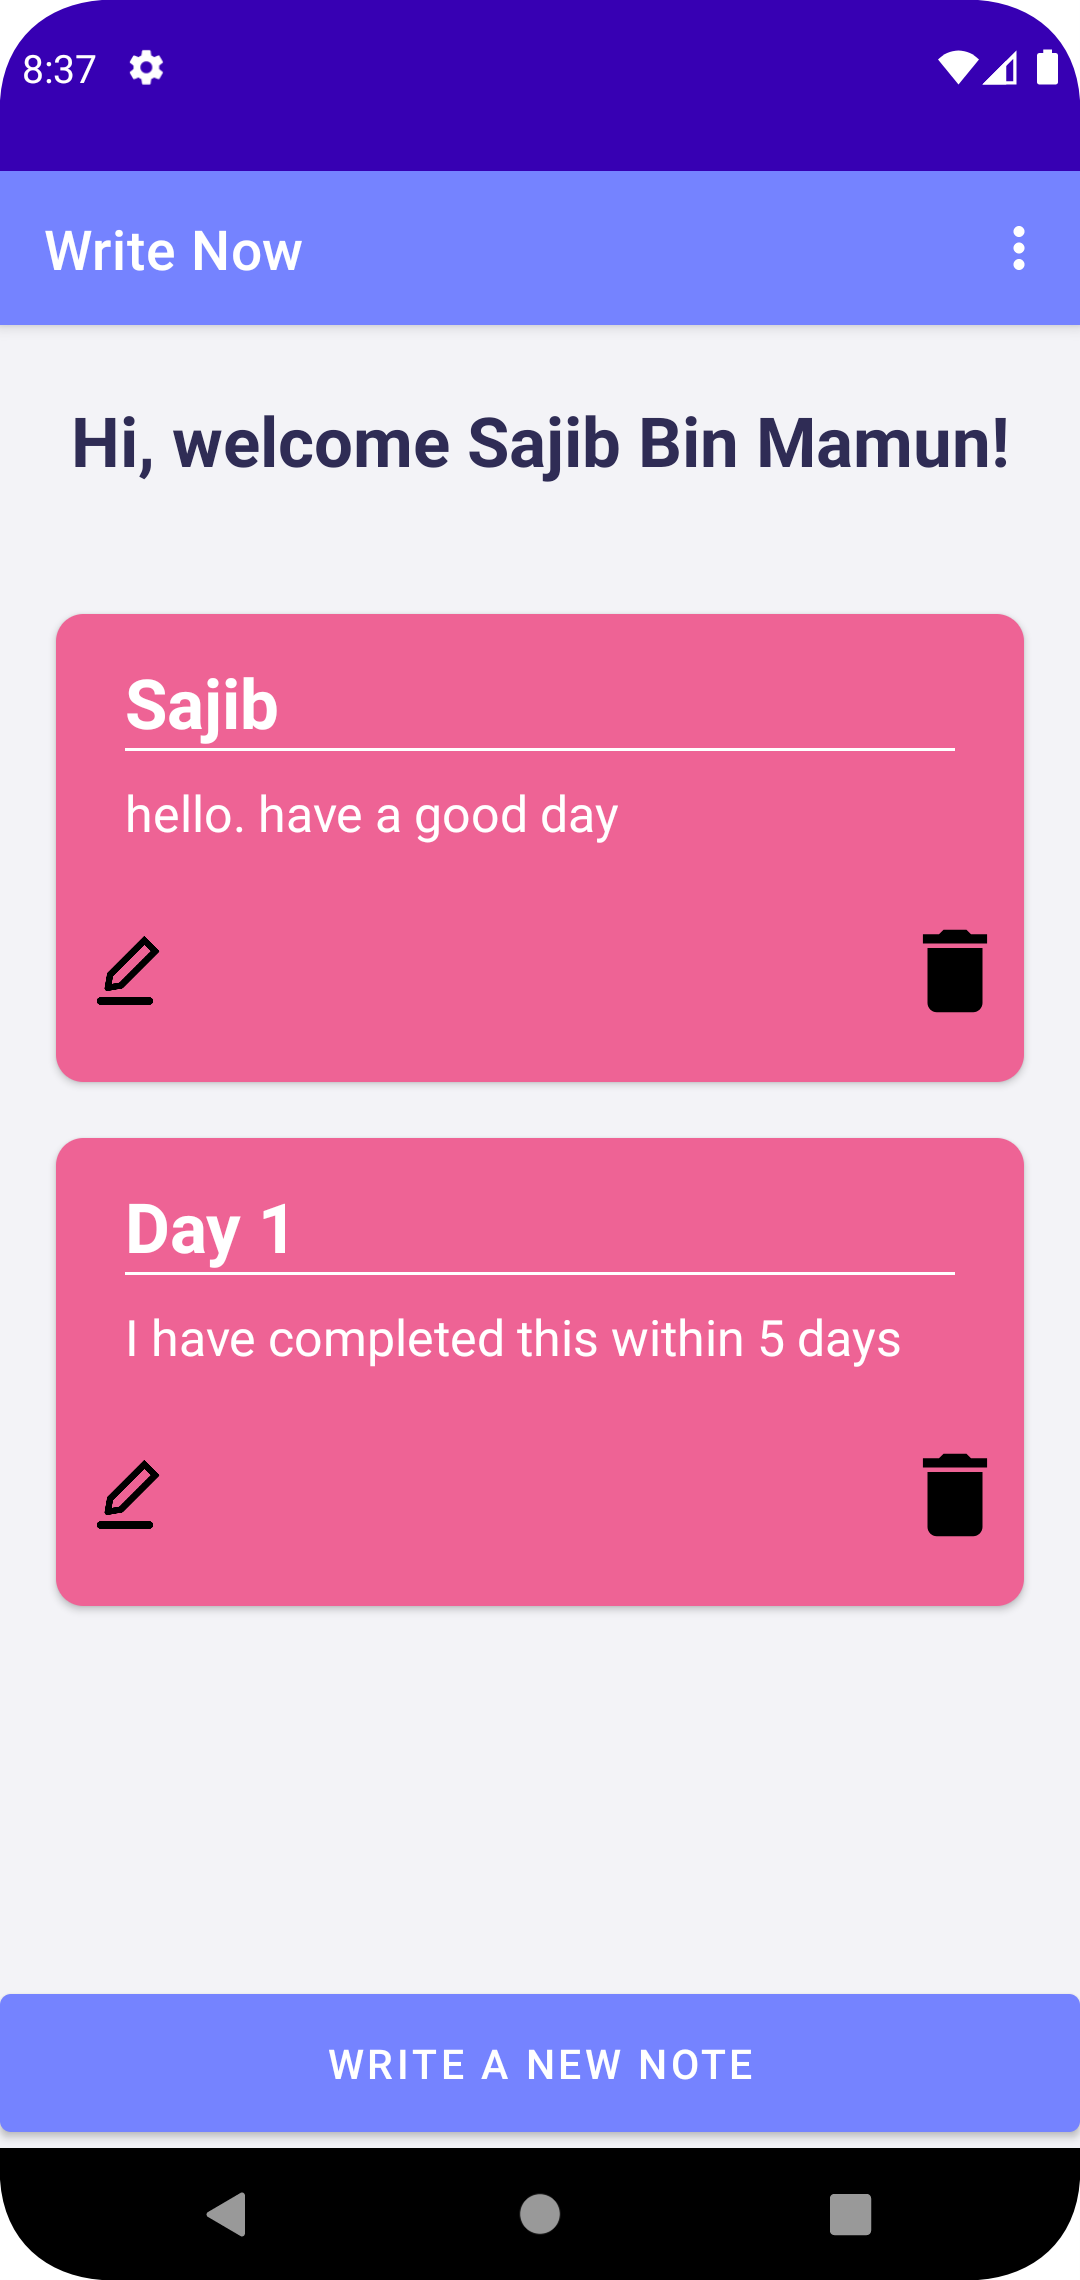 8:37
Write Now
Hi, welcome Sajib Bin Mamun!
Sajib
hello. have a good day
Day 1
I have completed this within 5 days
WRITE A NEW NOTE